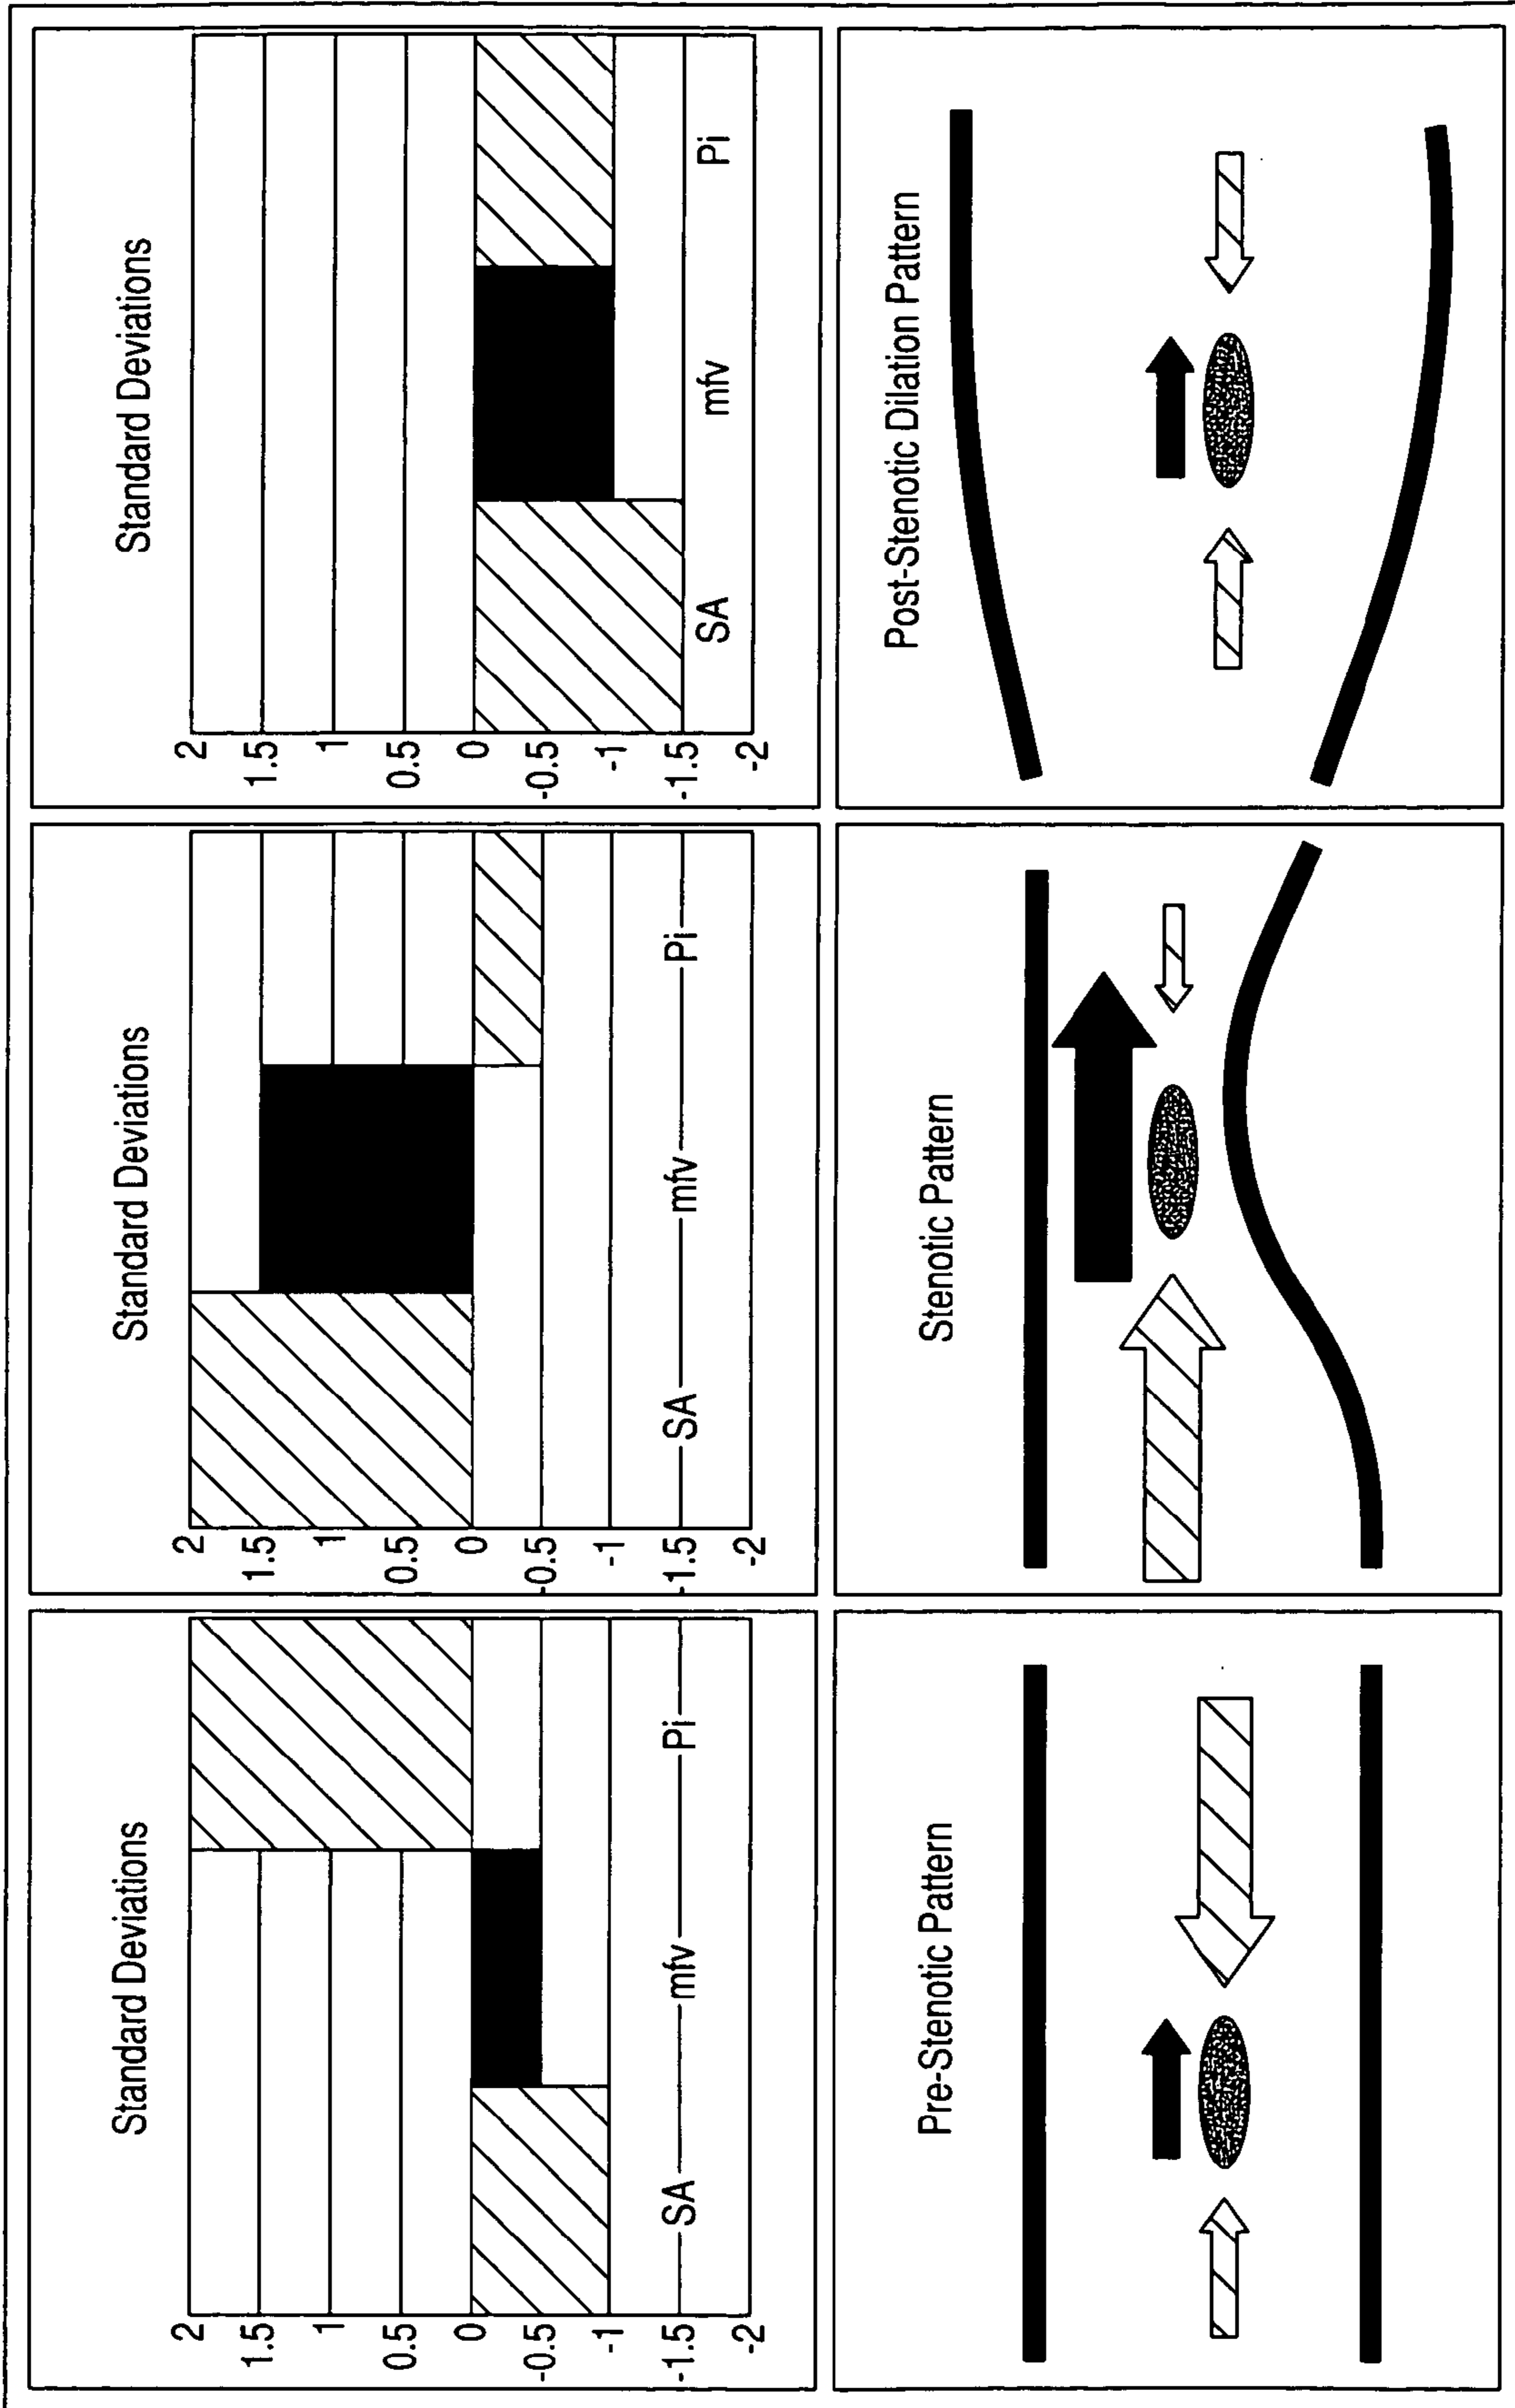 Standard Deviations
2
1.5
1
0.5
0
-0.5
-1
-1.5
-2
SA
mfv
Pi
Standard Deviations
2
1.5
1
0.5
0
-0.5
-1
-1.5
-2
SA
mfv
Pi
Standard Deviations
2
1.5
1
0.5
0
-0.5
-1
-1.5
-2
SA
mfv
Pi
Pre-Stenotic Pattern
Stenotic Pattern
Post-Stenotic Dilation Pattern